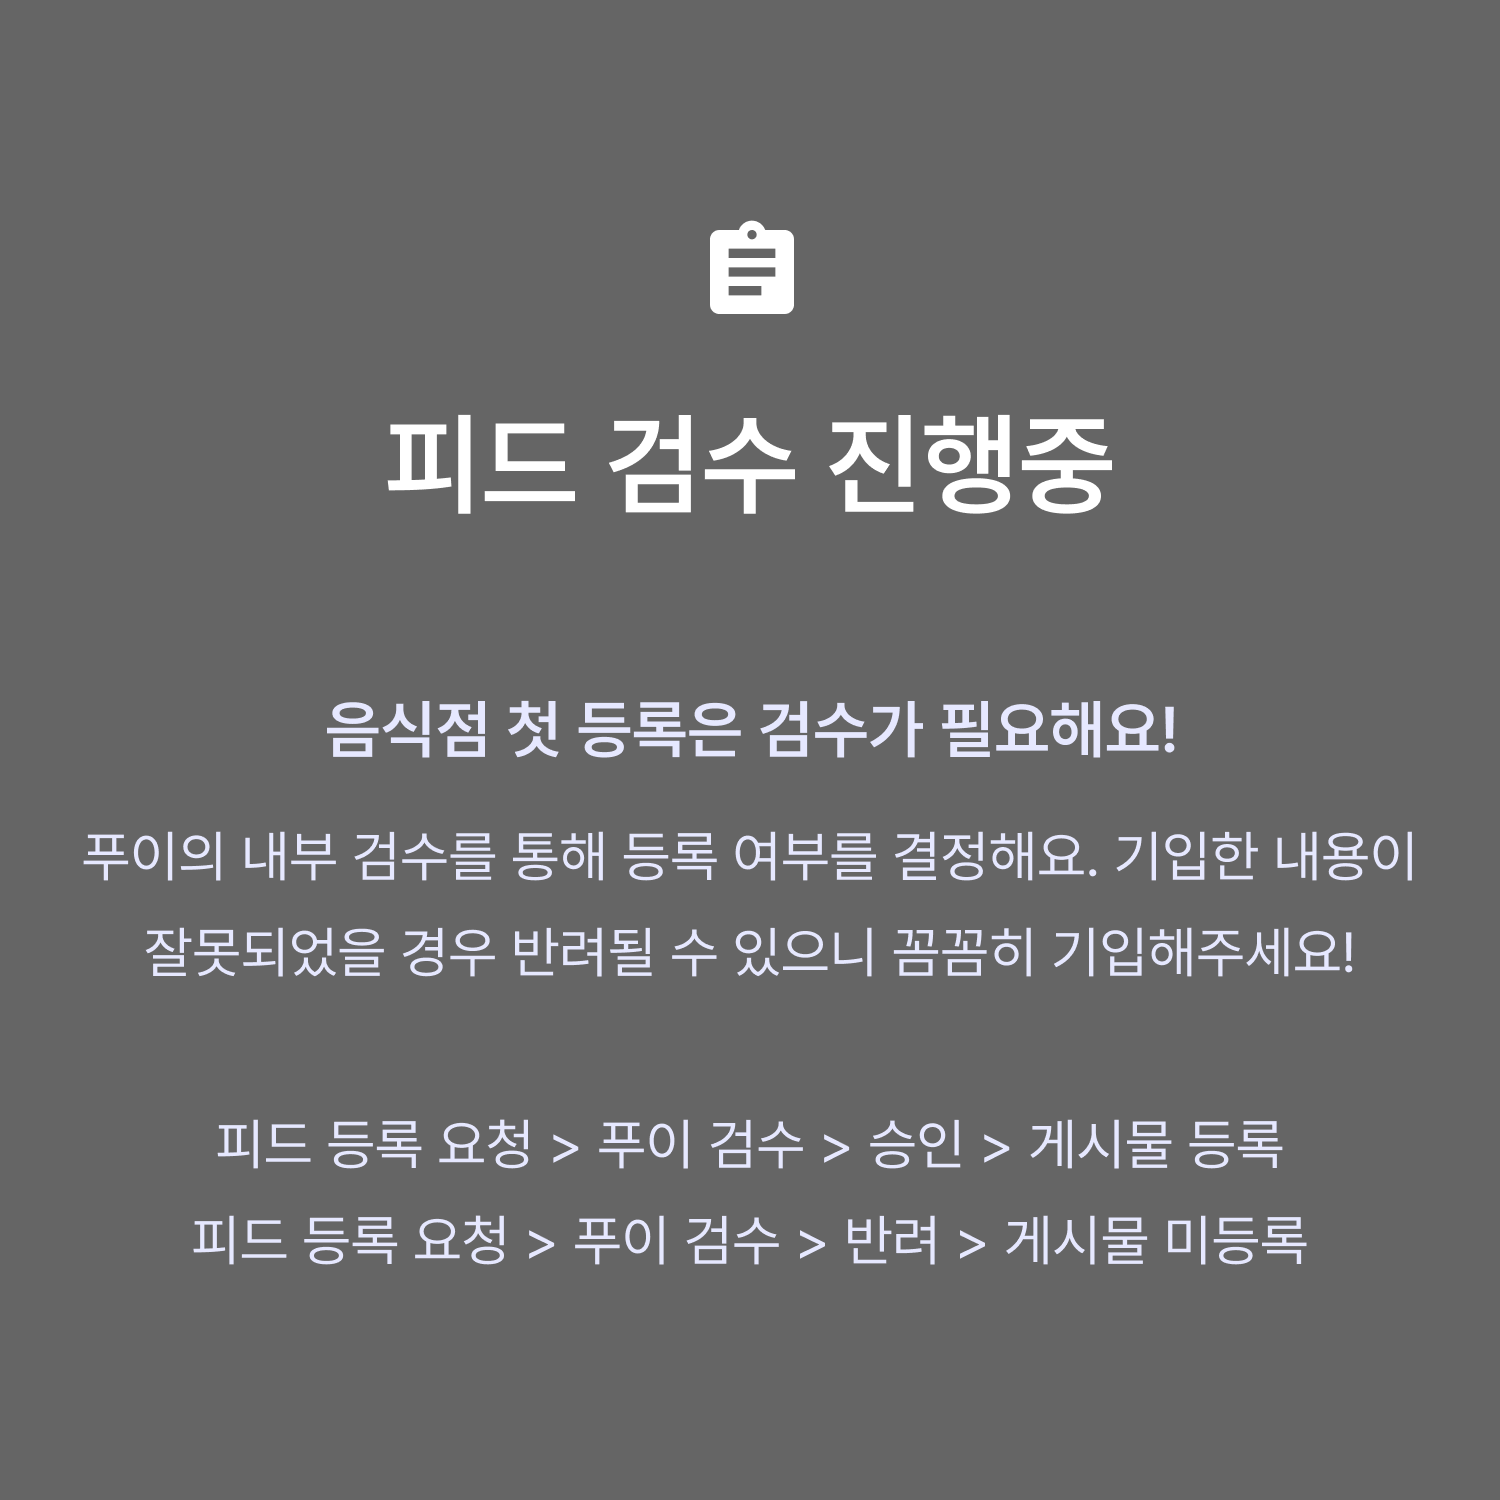 피드 검수 진행중
음식점 첫 등록은 검수가 필요해요!
푸이의 내부 검수를 통해 등록 여부를 결정해요. 기입한 내용이
잘못되었을 경우 반려될 수 있으니 꼼꼼히 기입해주세요!
피드 등록 요청 > 푸이 검수 > 승인 > 게시물 등록
피드 등록 요청 > 푸이 검수 > 반려 > 게시물 미등록